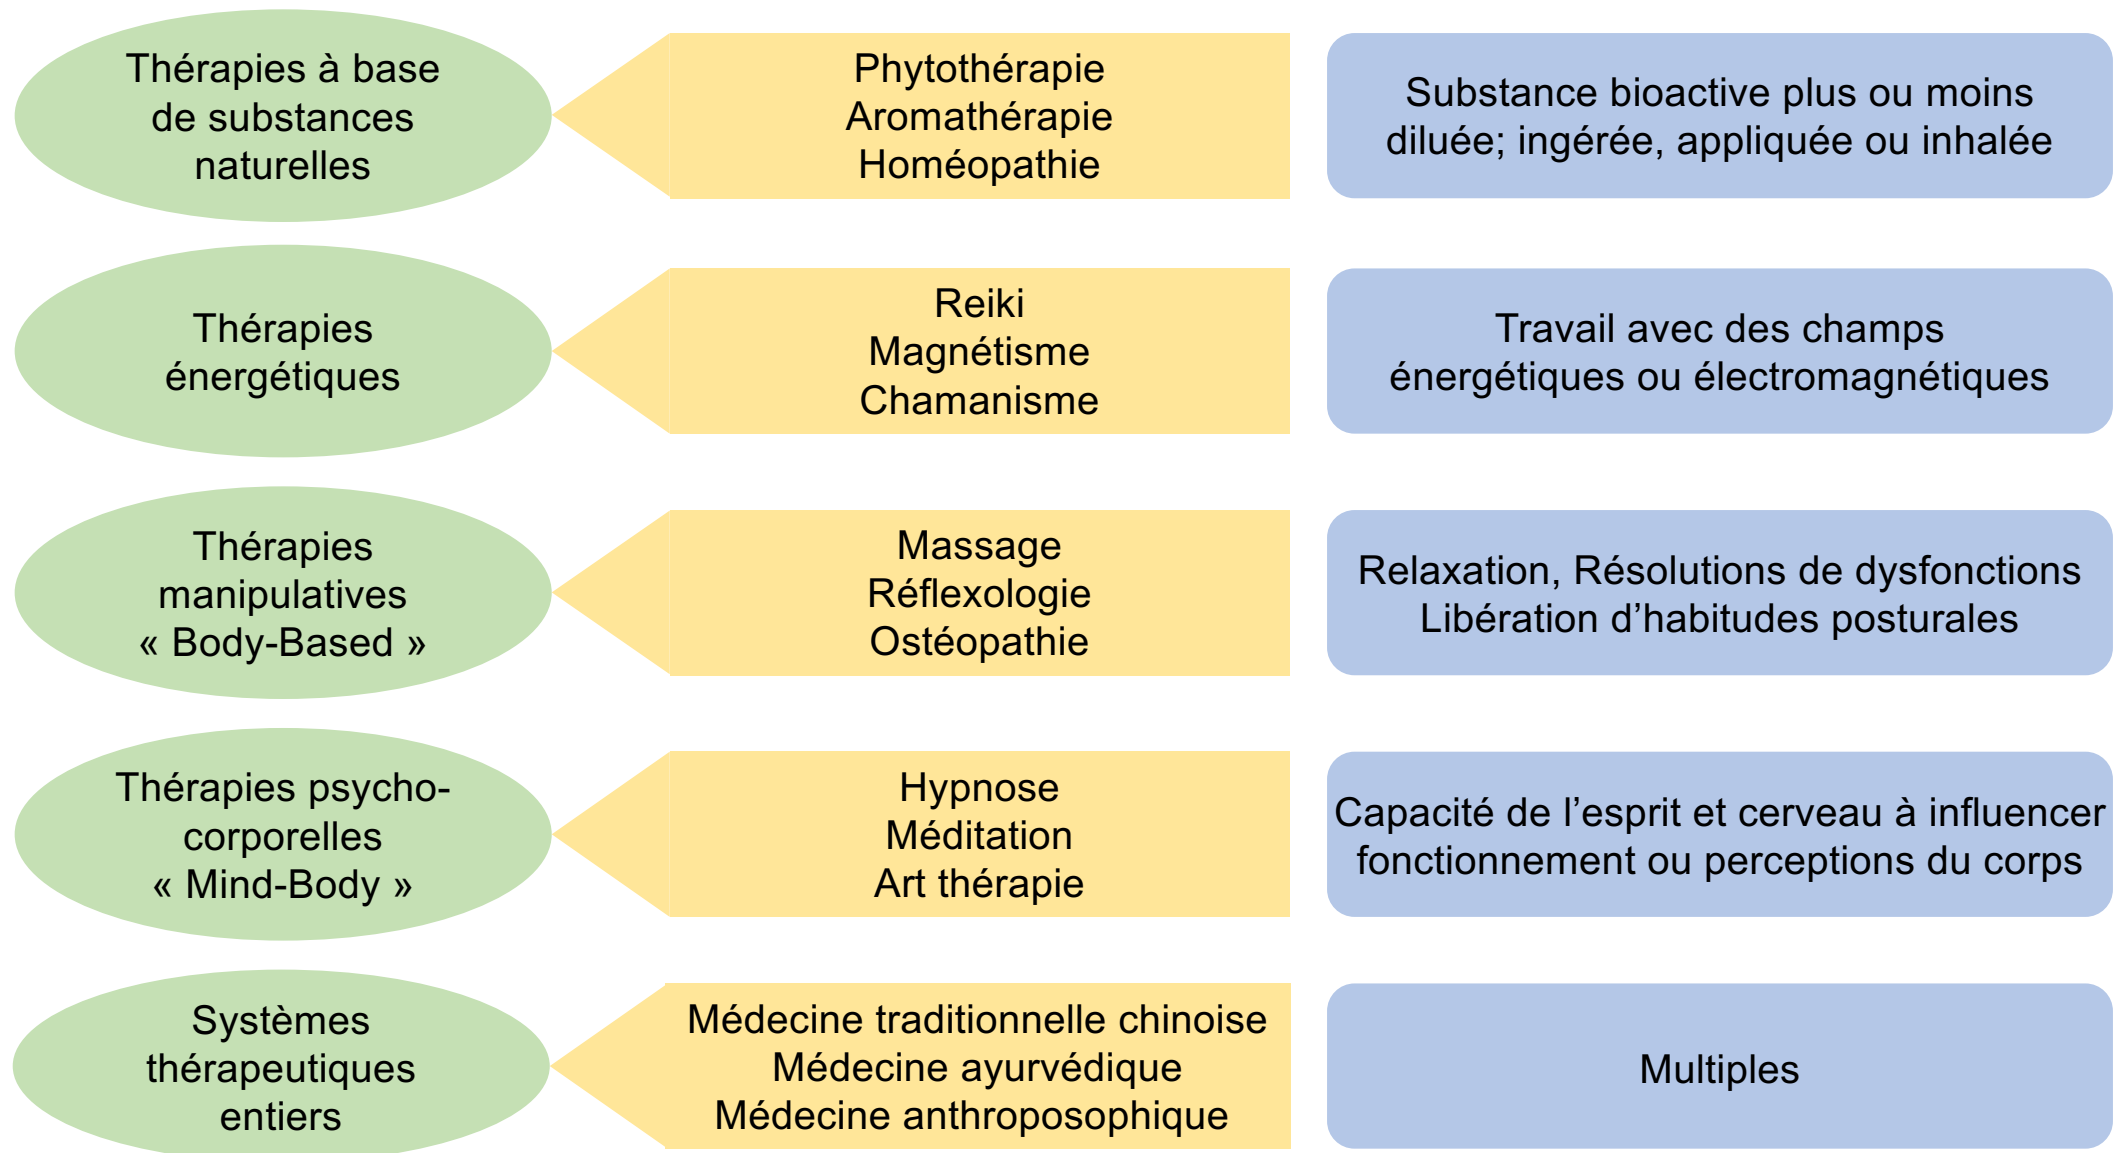 Thérapies à base
de substances
naturelles
Phytothérapie
Aromathérapie
Homéopathie
Substance bioactive plus ou moins
diluée; ingérée, appliquée ou inhalée
Thérapies
énergétiques
Reiki
Magnétisme
Chamanisme
Travail avec des champs
énergétiques ou électromagnétiques
Thérapies
manipulatives
« Body-Based »
Massage
Réflexologie
Ostéopathie
Relaxation, Résolutions de dysfonctions
Libération d’habitudes posturales
Thérapies psycho-
corporelles
« Mind-Body »
Hypnose
Méditation
Art thérapie
Capacité de l’esprit et cerveau à influencer
fonctionnement ou perceptions du corps
Systèmes
thérapeutiques
entiers
Médecine traditionnelle chinoise
Médecine ayurvédique
Médecine anthroposophique
Multiples